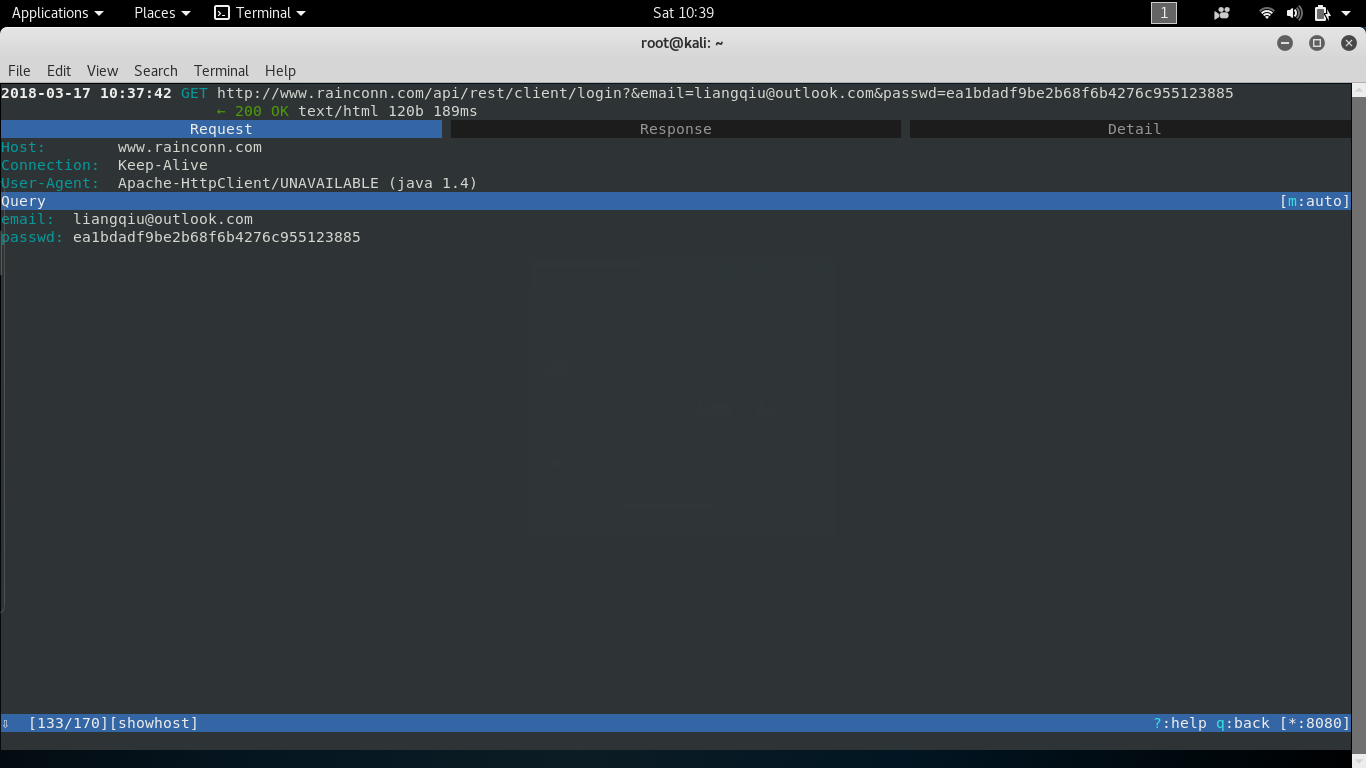 Applications Places Terminal Sat 10:39 1
root@kali: ~
File Edit View Search Terminal Help
2018-03-17 10:37:42 GET http://www.rainconn.com/api/rest/client/login?&email=liangqiu@outlook.com&passwd=ea1bdadf9be2b68f6b4276c955123885
← 200 OK text/html 120b 189ms
Request Response Detail
Host: www.rainconn.com
Connection: Keep-Alive
User-Agent: Apache-HttpClient/UNAVAILABLE (java 1.4)
Query [m:auto]
email: liangqiu@outlook.com
passwd: ea1bdadf9be2b68f6b4276c955123885
⇩ [133/170][showhost] ?:help q:back [*:8080]